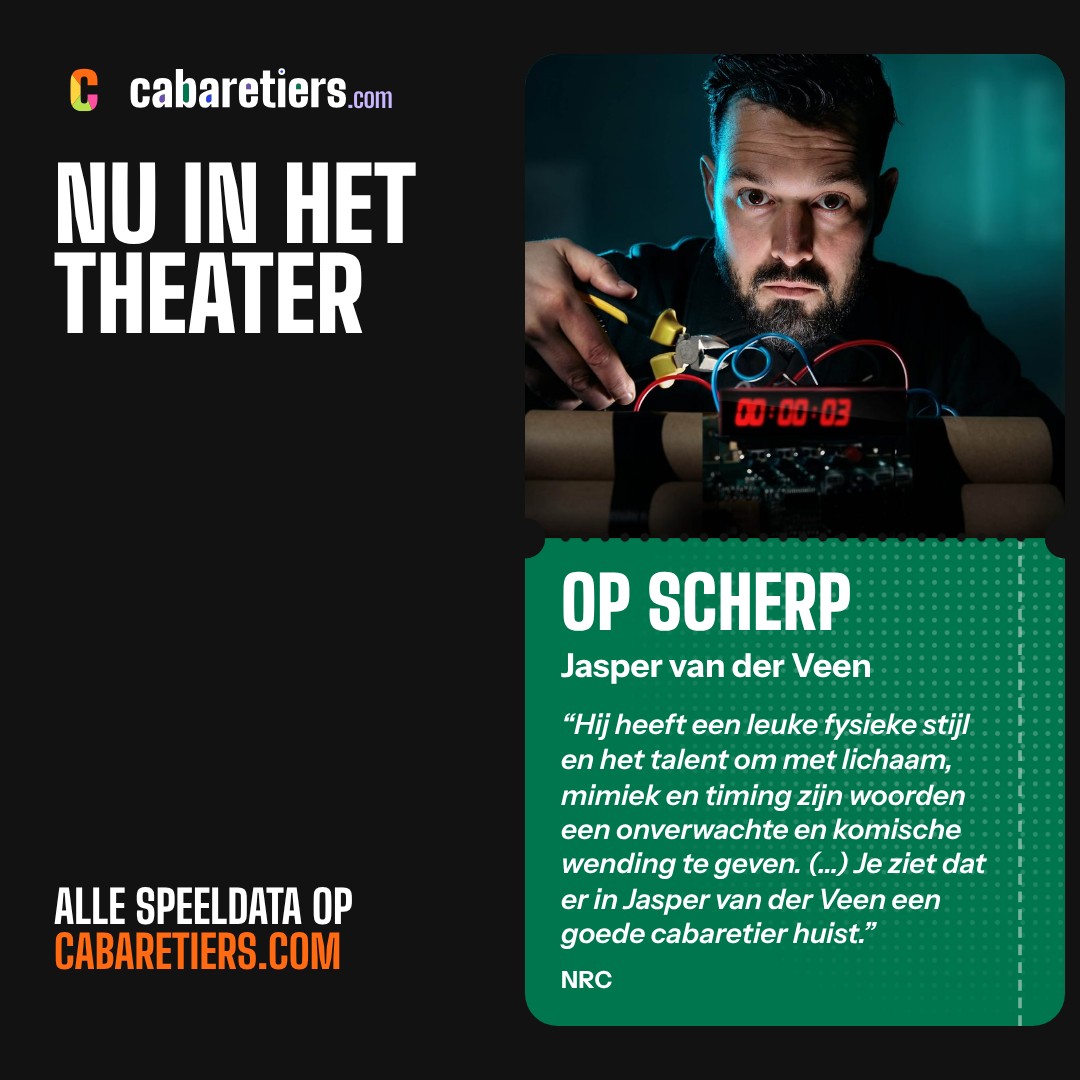 cabaretiers.com
NU IN HET
THEATER
00:00:03
OP SCHERP
Jasper van der Veen
“Hij heeft een leuke fysieke stijl
en het talent om met lichaam,
mimiek en timing zijn woorden
een onverwachte en komische
wending te geven. (...) Je ziet dat
er in Jasper van der Veen een
goede cabaretier huist.”
NRC
ALLE SPEELDATA OP
CABARETIERS.COM